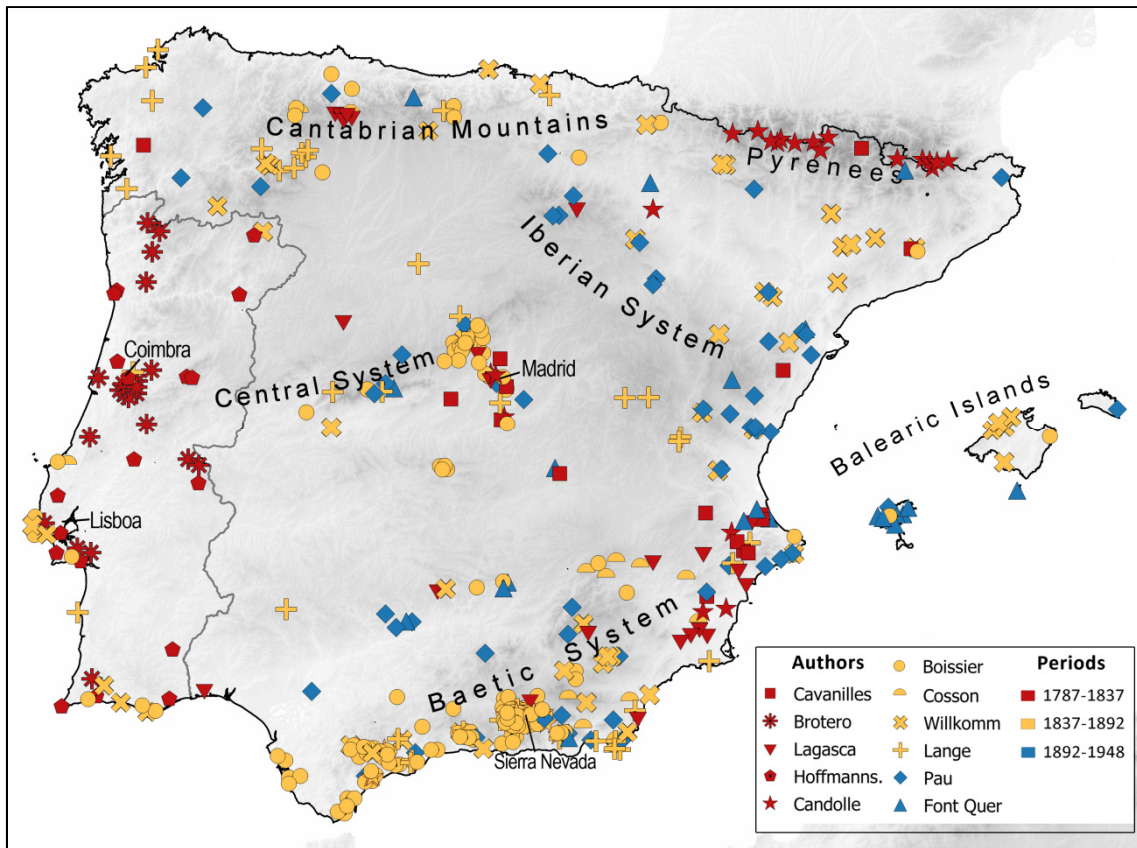 Cantabrian Mountains
Pyrenees
Iberian System
Coimbra
Central System
Madrid
Balearic Islands
Lisboa
Baetic System
Sierra Nevada
Authors
Cavanilles
Brotero
Lagasca
Hoffmanns.
Candolle
Boissier
Cosson
Willkomm
Lange
Pau
Font Quer
Periods
1787-1837
1837-1892
1892-1948